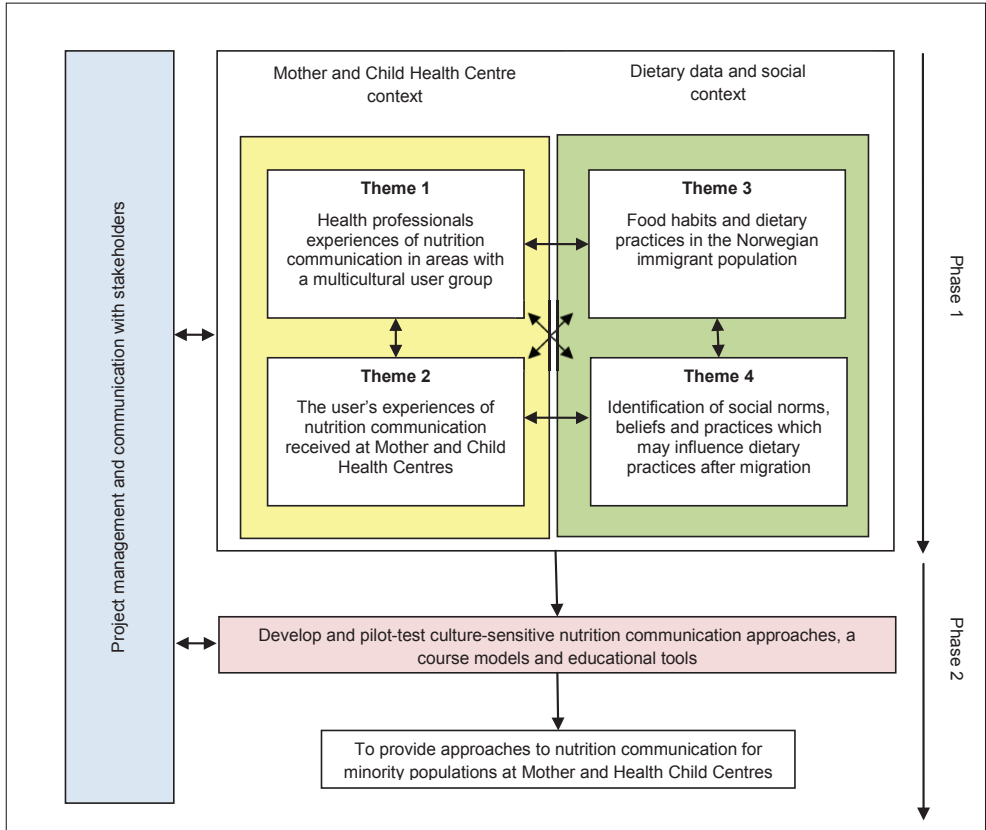 Project management and communication with stakeholders
Mother and Child Health Centre
context
Dietary data and social
context
Theme 1
Health professionals
experiences of nutrition
communication in areas with
a multicultural user group
Theme 3
Food habits and dietary
practices in the Norwegian
immigrant population
Theme 2
The user's experiences of
nutrition communication
received at Mother and Child
Health Centres
Theme 4
Identification of social norms,
beliefs and practices which
may influence dietary
practices after migration
Phase 1
Develop and pilot-test culture-sensitive nutrition communication approaches, a
course models and educational tools
Phase 2
To provide approaches to nutrition communication for
minority populations at Mother and Health Child Centres